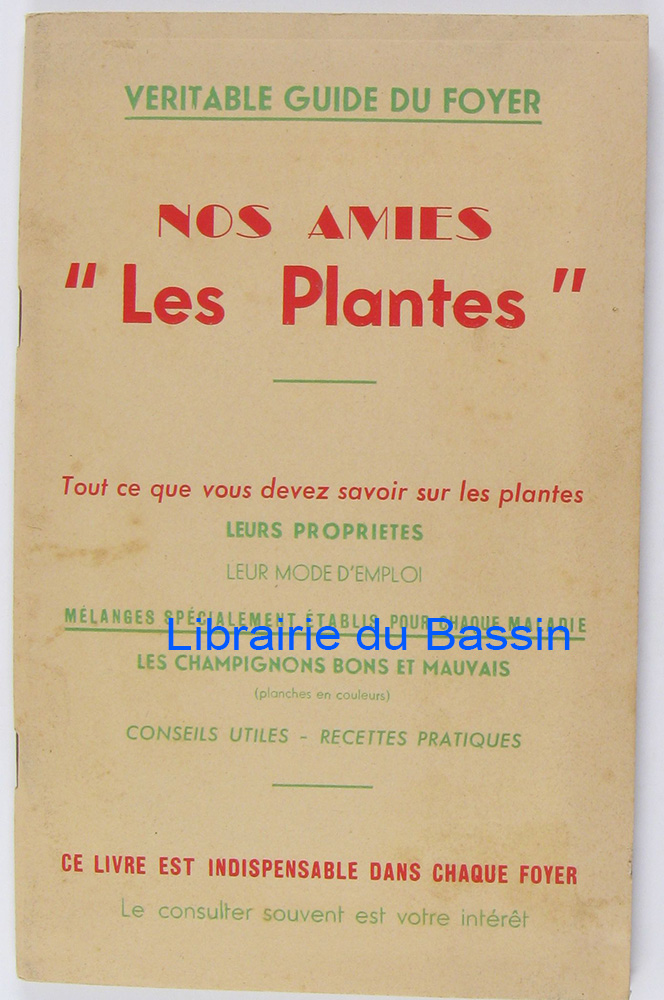 VERITABLE GUIDE DU FOYER
NOS AMIES
" Les Plantes "
Tout ce que vous devez savoir sur les plantes
LEURS PROPRIETES
LEUR MODE D'EMPLOI
MÉLANGES SPÉCIALEMENT ÉTABLIS POUR CHAQUE MALADIE
Librairie du Bassin
LES CHAMPIGNONS BONS ET MAUVAIS
(planches en couleurs)
CONSEILS UTILES - RECETTES PRATIQUES
CE LIVRE EST INDISPENSABLE DANS CHAQUE FOYER
Le consulter souvent est votre intérêt